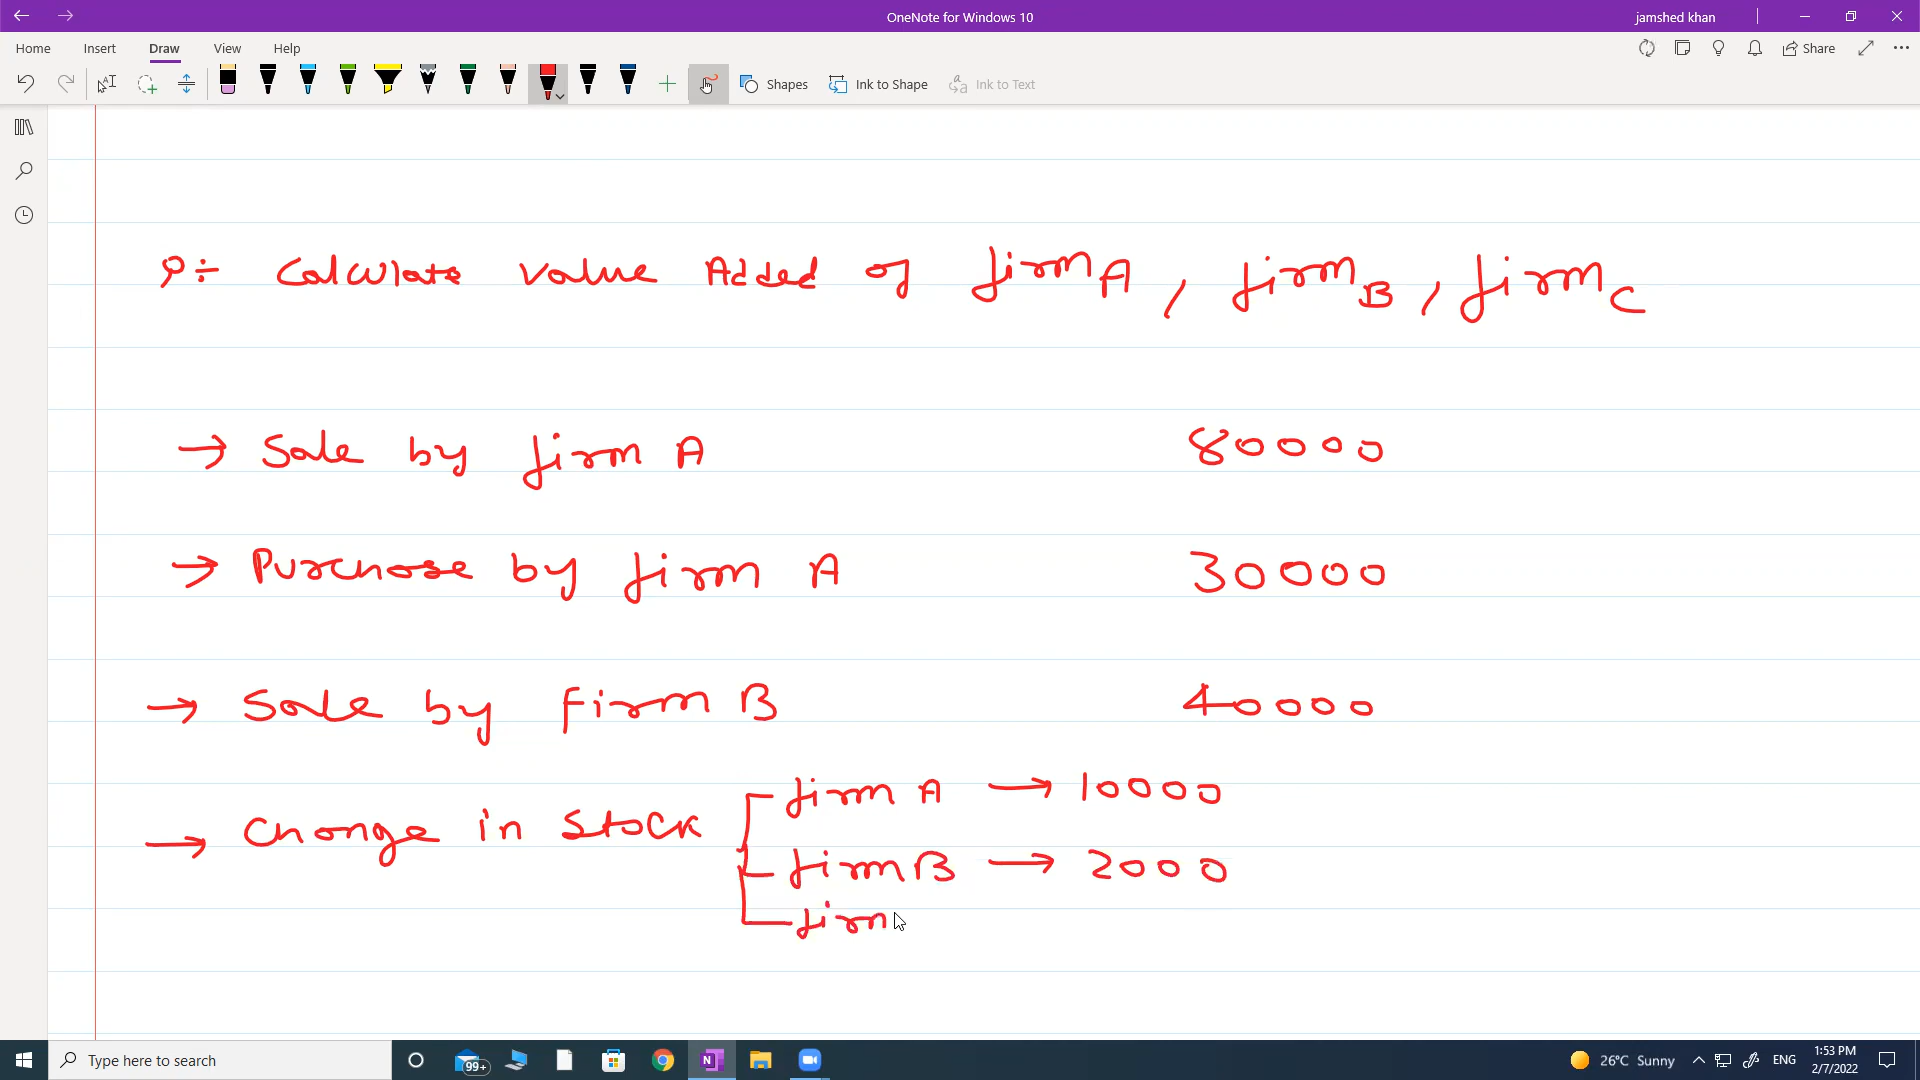 OneNote for Windows 10
jamshed khan
Home Insert Draw View Help
Share
Shapes
Ink to Shape
Ink to Text
Q÷ Calculate Value Added of firm A, firm B, firm C
→ Sale by firm A 80000
→ Purchase by firm A 30000
→ Sale by Firm B 40000
→ Change in Stock
firm A → 10000
firm B → 2000
firm
Type here to search
99+
26°C Sunny
ENG
1:53 PM
2/7/2022